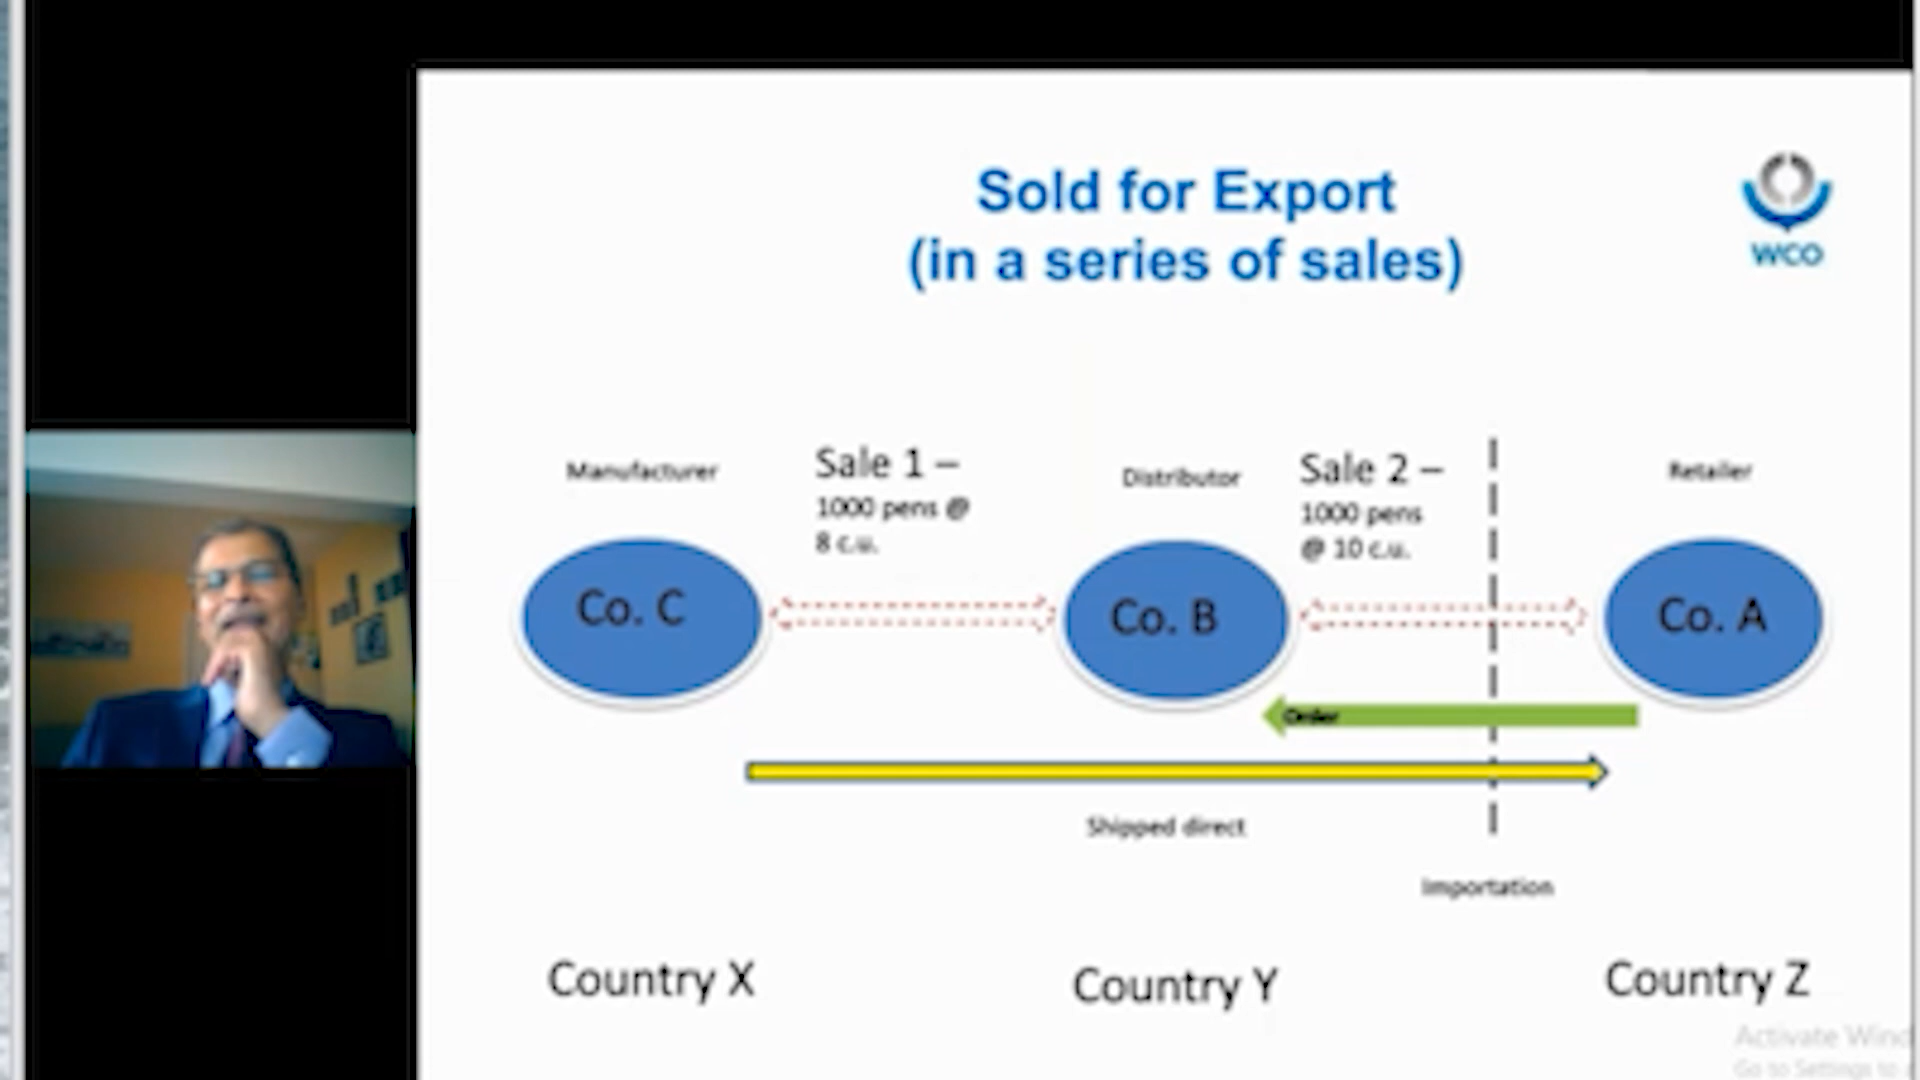 Sold for Export
(in a series of sales)
WCO
Manufacturer
Sale 1 –
1000 pens @
8 c.u.
Distributor
Sale 2 –
1000 pens
@ 10 c.u.
Retailer
Co. C
Co. B
Co. A
Order
Shipped direct
Importation
Country X
Country Y
Country Z
Activate Wind
Go to Settings to